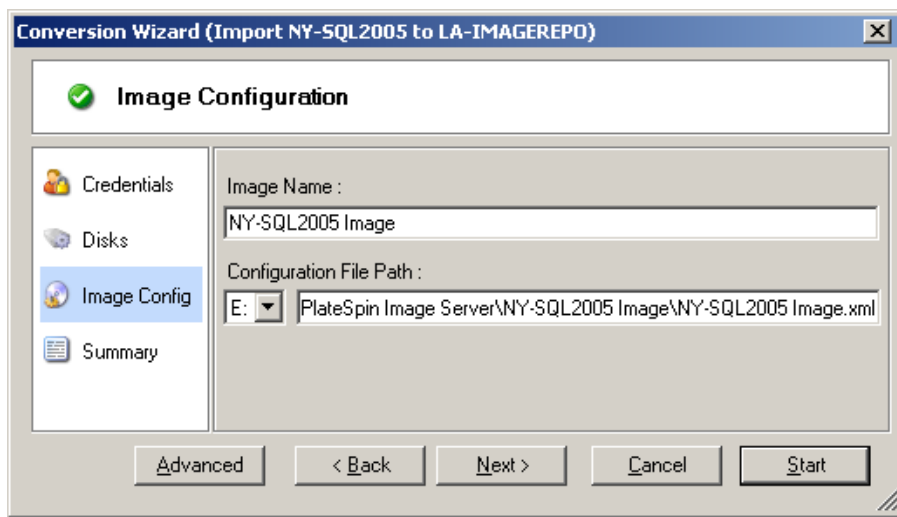 Conversion Wizard (Import NY-SQL2005 to LA-IMAGEREPO)
Image Configuration
Credentials
Disks
Image Config
Summary
Image Name :
NY-SQL2005 Image
Configuration File Path :
E: PlateSpin Image Server\NY-SQL2005 Image\NY-SQL2005 Image.xml
Advanced < Back Next > Cancel Start